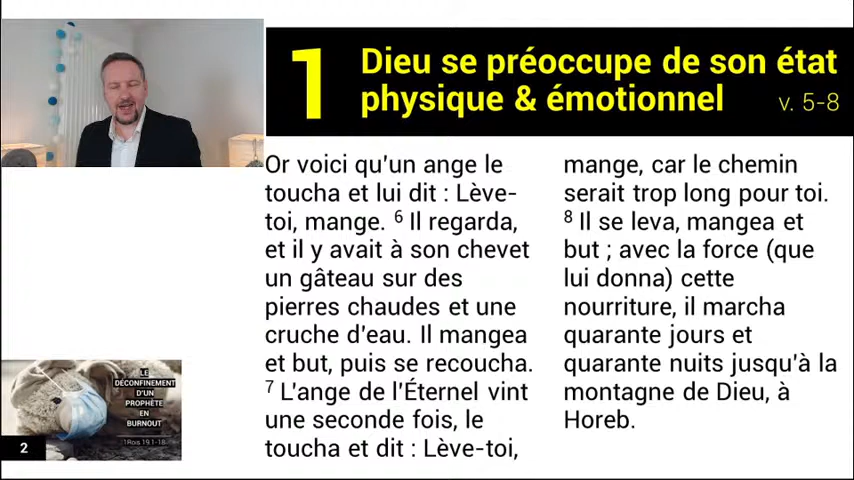 1
Dieu se préoccupe de son état
physique & émotionnel v. 5-8
Or voici qu'un ange le
toucha et lui dit : Lève-
toi, mange. 6 Il regarda,
et il y avait à son chevet
un gâteau sur des
pierres chaudes et une
cruche d'eau. Il mangea
et but, puis se recoucha.
7 L'ange de l'Éternel vint
une seconde fois, le
toucha et dit : Lève-toi,
mange, car le chemin
serait trop long pour toi.
8 Il se leva, mangea et
but ; avec la force (que
lui donna) cette
nourriture, il marcha
quarante jours et
quarante nuits jusqu'à la
montagne de Dieu, à
Horeb.
LE
DÉCONFINEMENT
D'UN
PROPHÈTE
EN
BURNOUT
1Rois 19.1-18
2